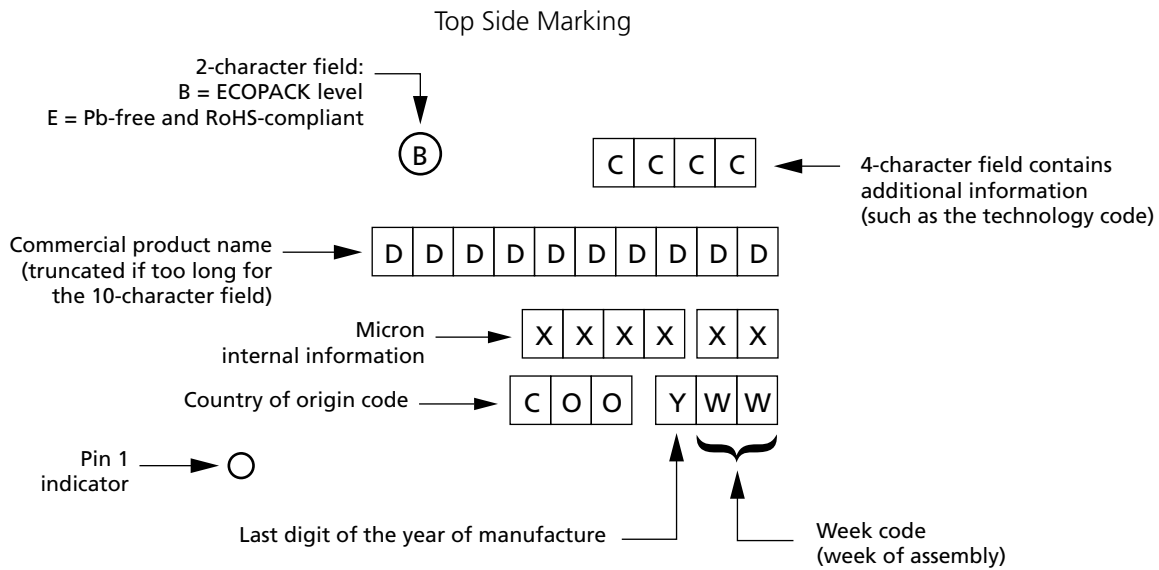 Top Side Marking
2-character field:
B = ECOPACK level
E = Pb-free and RoHS-compliant
B
C C C C
4-character field contains
additional information
(such as the technology code)
Commercial product name
(truncated if too long for
the 10-character field)
D D D D D D D D D D
Micron
internal information
X X X X X X
Country of origin code
C O O Y W W
Pin 1
indicator
Last digit of the year of manufacture
Week code
(week of assembly)